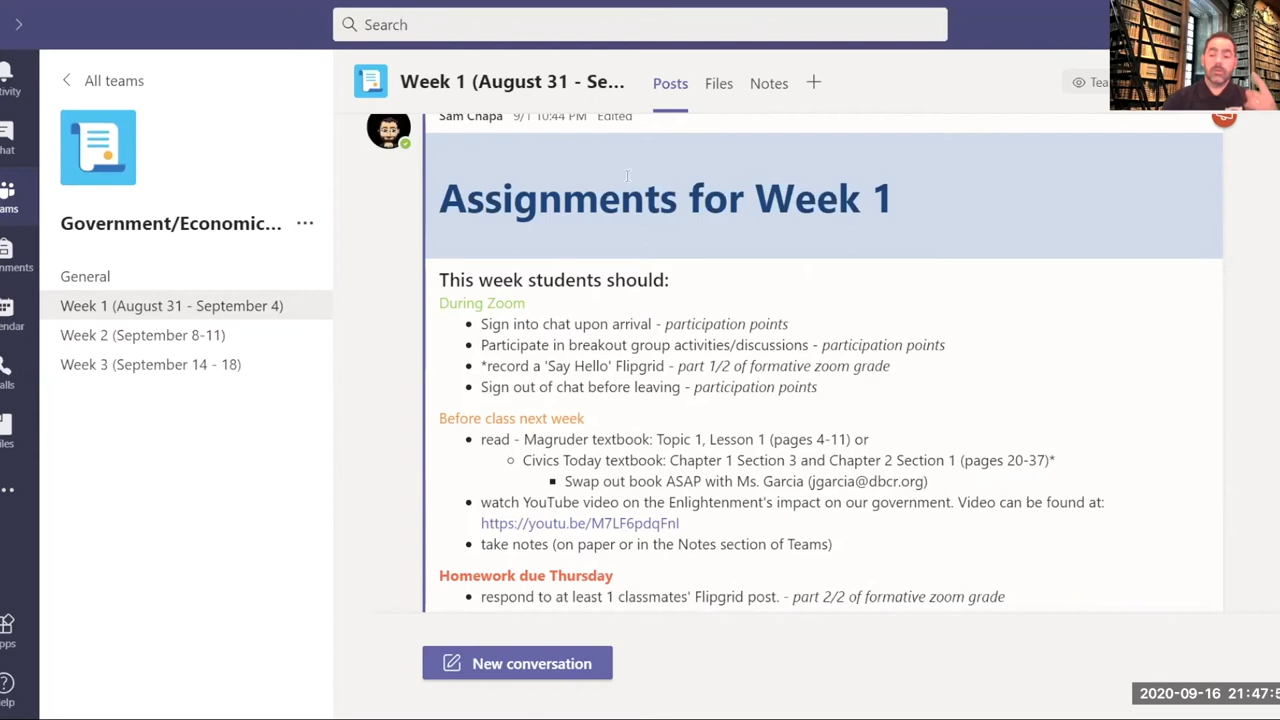 Search
All teams
Government/Economic...
General
Week 1 (August 31 - September 4)
Week 2 (September 8-11)
Week 3 (September 14 - 18)
Week 1 (August 31 - Se...
Posts
Files
Notes
Sam Chapa 9/1 10:44 PM Edited
Assignments for Week 1
This week students should:
During Zoom
Sign into chat upon arrival - participation points
Participate in breakout group activities/discussions - participation points
*record a 'Say Hello' Flipgrid - part 1/2 of formative zoom grade
Sign out of chat before leaving - participation points
Before class next week
read - Magruder textbook: Topic 1, Lesson 1 (pages 4-11) or
Civics Today textbook: Chapter 1 Section 3 and Chapter 2 Section 1 (pages 20-37)*
Swap out book ASAP with Ms. Garcia (jgarcia@dbcr.org)
watch YouTube video on the Enlightenment's impact on our government. Video can be found at:
https://youtu.be/M7LF6pdqFnI
take notes (on paper or in the Notes section of Teams)
Homework due Thursday
respond to at least 1 classmates' Flipgrid post. - part 2/2 of formative zoom grade
New conversation
2020-09-16 21:47:5